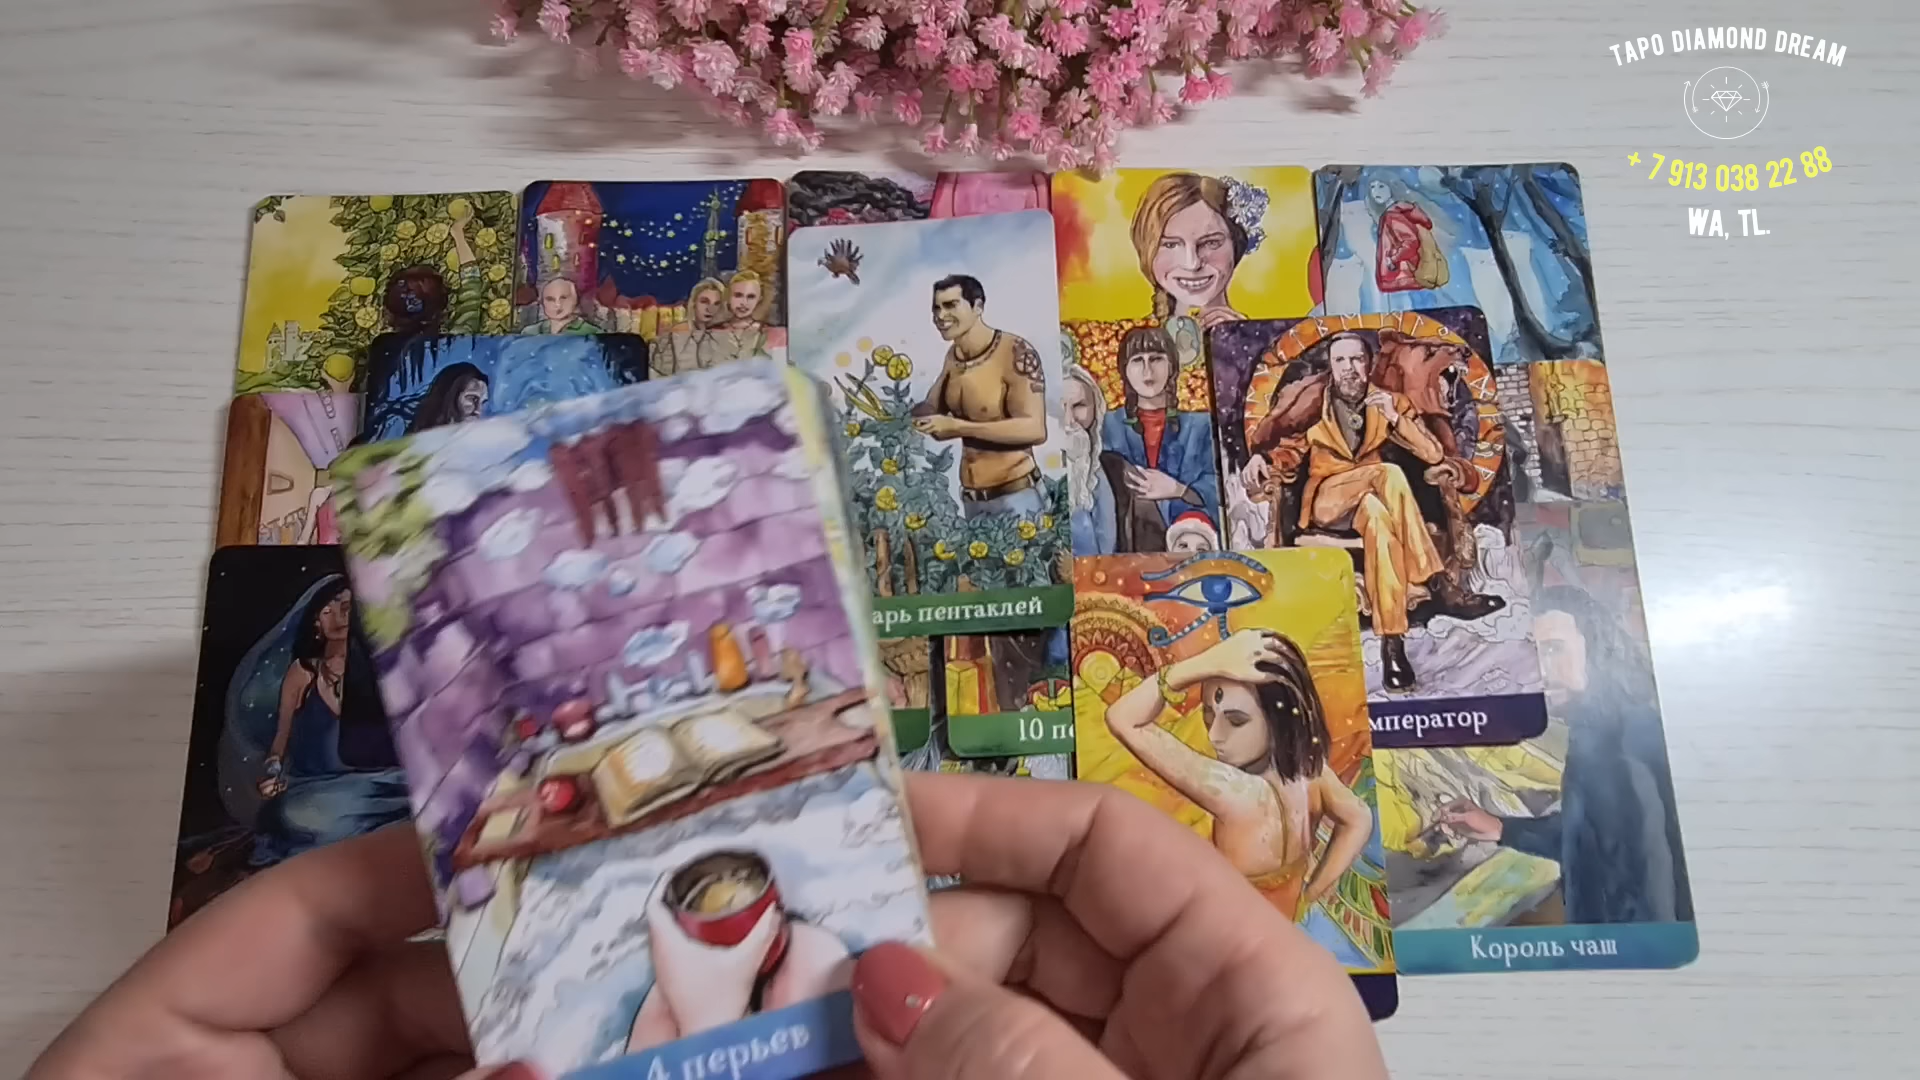 TAPO DIAMOND DREAM
+ 7 913 038 22 88
WA, TL.
арь пентаклей
10 пе
мператор
Король чаш
4 перьев